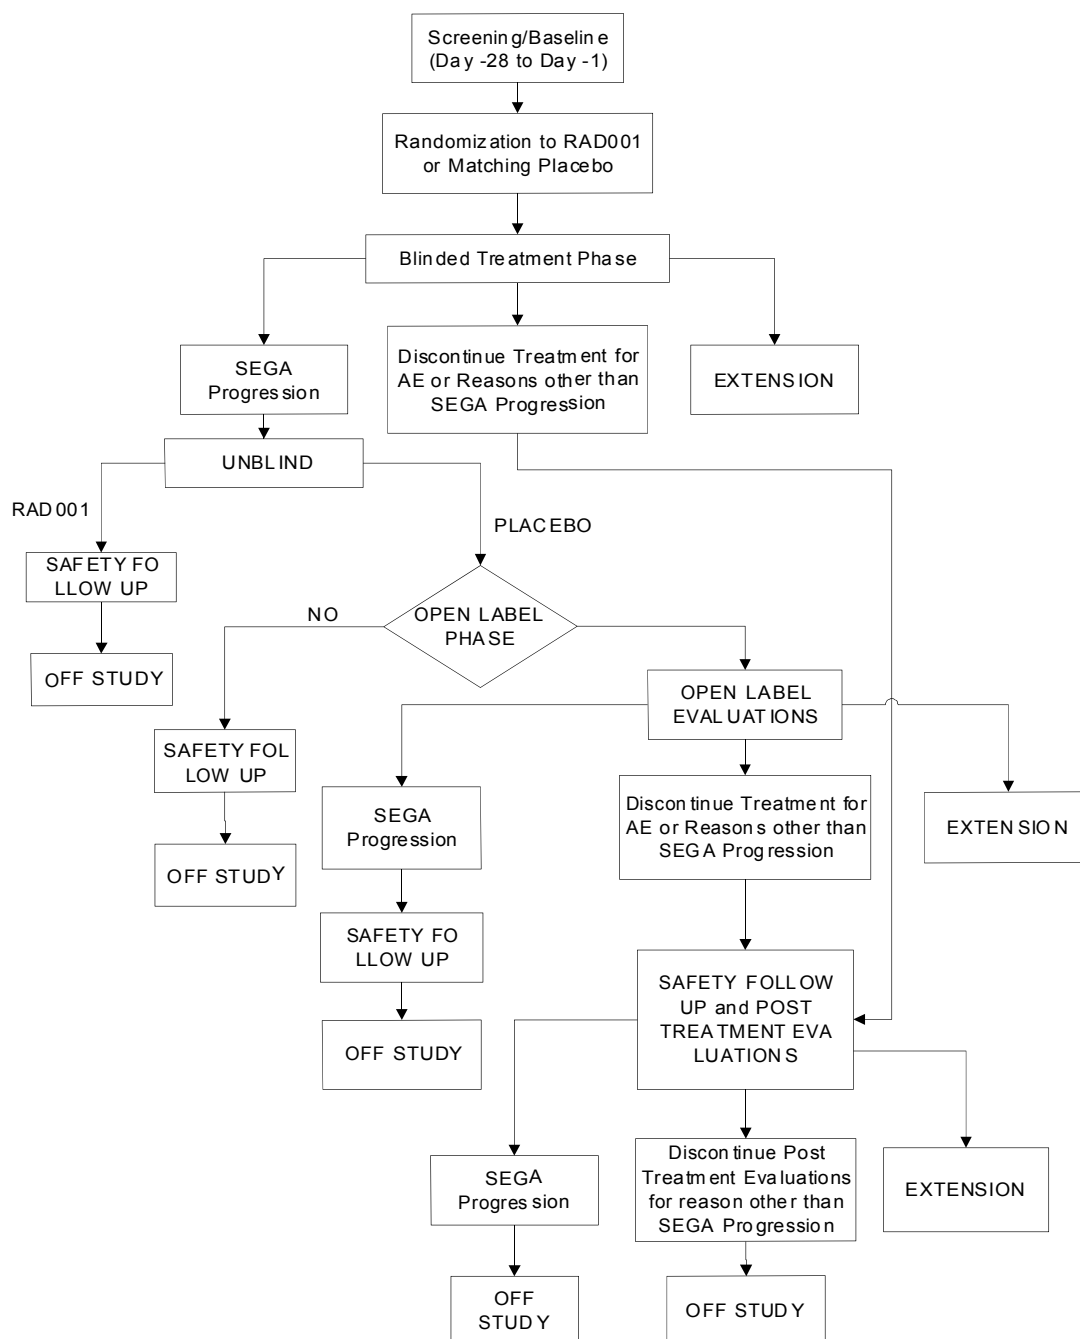 Screening/Baseline
(Day -28 to Day -1)
Randomization to RAD001
or Matching Placebo
Blinded Treatment Phase
SEGA
Progression
Discontinue Treatment for
AE or Reasons other than
SEGA Progression
EXTENSION
UNBLIND
RAD001
PLACEBO
SAFETY FO
LLOW UP
OFF STUDY
NO
OPEN LABEL
PHASE
SAFETY FOL
LOW UP
OFF STUDY
OPEN LABEL
EVALUATIONS
SEGA
Progression
SAFETY FO
LLOW UP
OFF STUDY
Discontinue Treatment for
AE or Reasons other than
SEGA Progression
EXTENSION
SAFETY FOLLOW
UP and POST
TREATMENT EVA
LUATIONS
SEGA
Progression
OFF
STUDY
Discontinue Post
Treatment Evaluations
for reason other than
SEGA Progression
OFF STUDY
EXTENSION